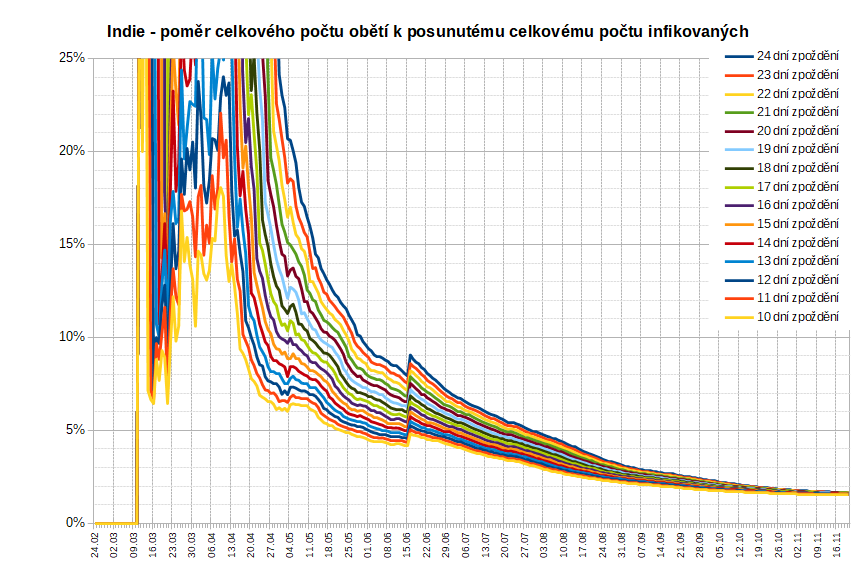 Indie - poměr celkového počtu obětí k posunutému celkovému počtu infikovaných
25%
20%
15%
10%
5%
0%
24 dní zpoždění
23 dní zpoždění
22 dní zpoždění
21 dní zpoždění
20 dní zpoždění
19 dní zpoždění
18 dní zpoždění
17 dní zpoždění
16 dní zpoždění
15 dní zpoždění
14 dní zpoždění
13 dní zpoždění
12 dní zpoždění
11 dní zpoždění
10 dní zpoždění
24.02
02.03
09.03
16.03
23.03
30.03
06.04
13.04
20.04
27.04
04.05
11.05
18.05
25.05
01.06
08.06
15.06
22.06
29.06
06.07
13.07
20.07
27.07
03.08
10.08
17.08
24.08
31.08
07.09
14.09
21.09
28.09
05.10
12.10
19.10
26.10
02.11
09.11
16.11